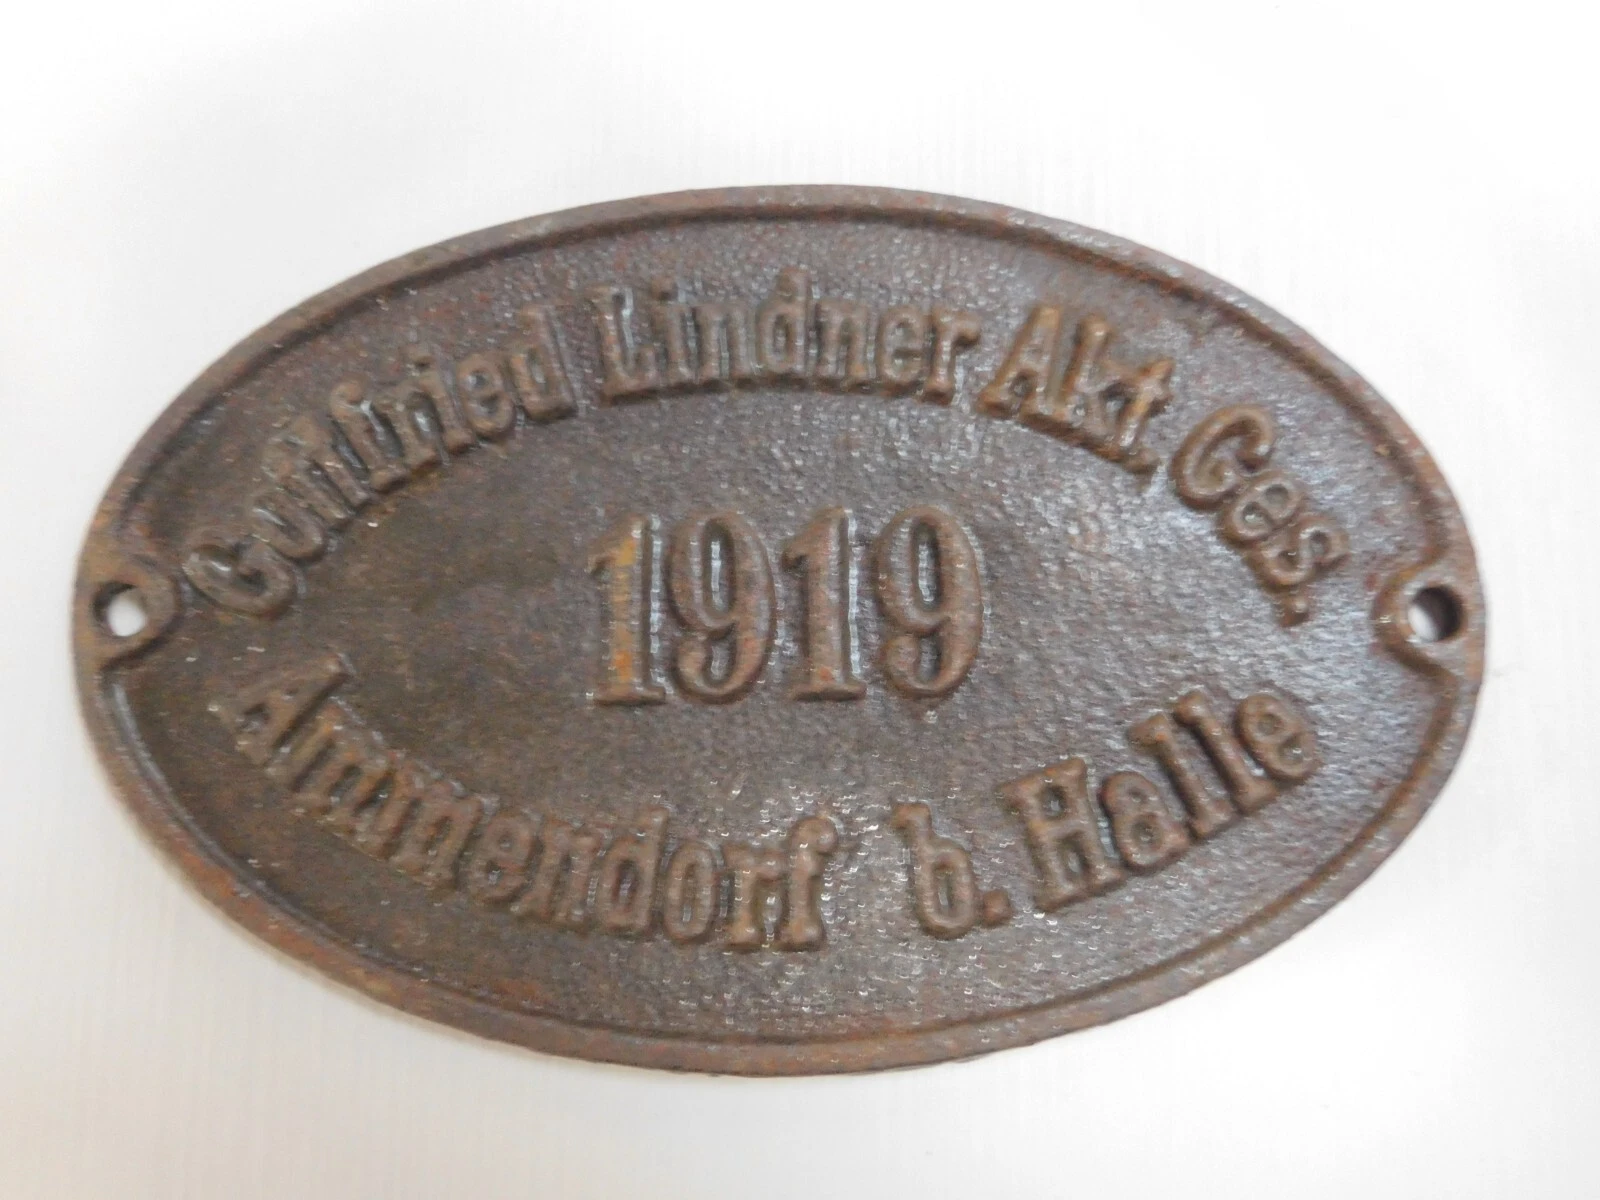 Gottfried Lindner Akt. Ges.
1919
Ammendorf b. Halle